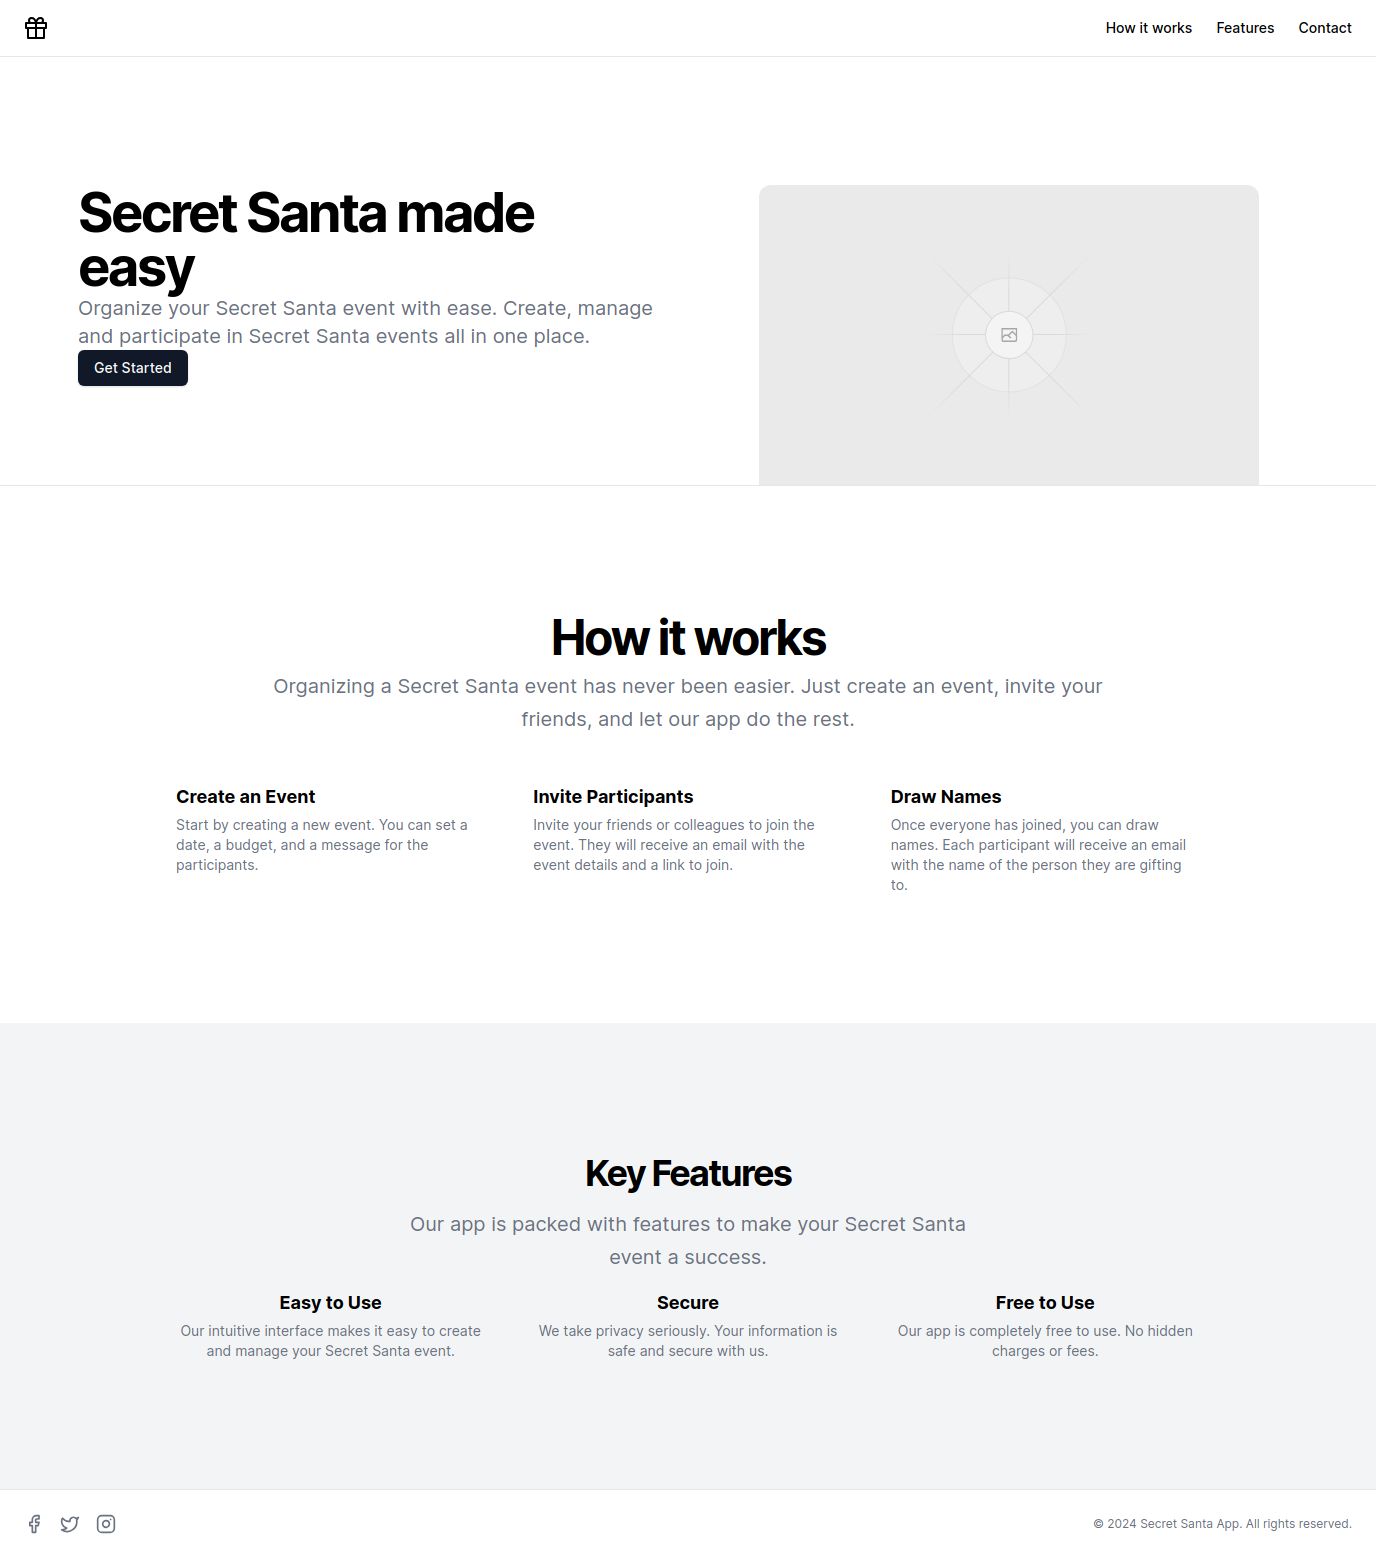 How it works Features Contact
Secret Santa made
easy
Organize your Secret Santa event with ease. Create, manage
and participate in Secret Santa events all in one place.
Get Started
How it works
Organizing a Secret Santa event has never been easier. Just create an event, invite your
friends, and let our app do the rest.
Create an Event
Start by creating a new event. You can set a
date, a budget, and a message for the
participants.
Invite Participants
Invite your friends or colleagues to join the
event. They will receive an email with the
event details and a link to join.
Draw Names
Once everyone has joined, you can draw
names. Each participant will receive an email
with the name of the person they are gifting
to.
Key Features
Our app is packed with features to make your Secret Santa
event a success.
Easy to Use
Our intuitive interface makes it easy to create
and manage your Secret Santa event.
Secure
We take privacy seriously. Your information is
safe and secure with us.
Free to Use
Our app is completely free to use. No hidden
charges or fees.
© 2024 Secret Santa App. All rights reserved.